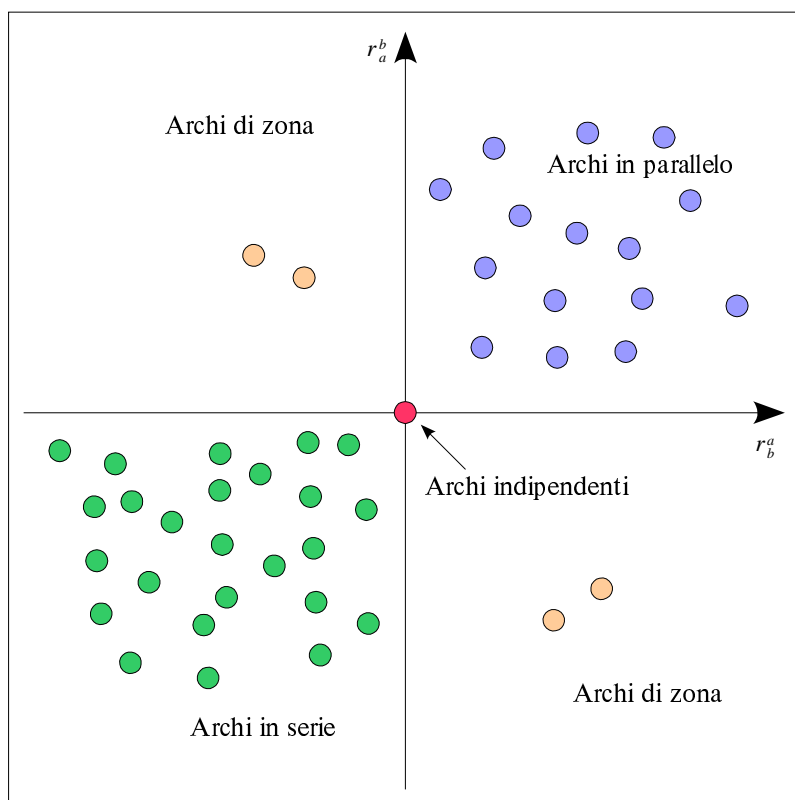 r_a^b
Archi di zona
Archi in parallelo
r_b^a
Archi indipendenti
Archi di zona
Archi in serie